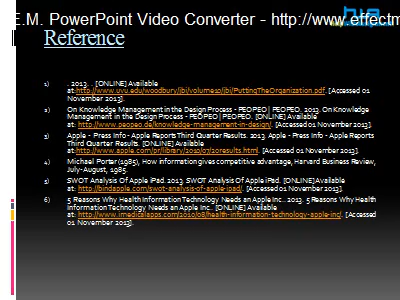 E.M. PowerPoint Video Converter - http://www.effectm
Reference
1) . 2013. . [ONLINE] Available
at:http://www.uvu.edu/woodbury/jbi/volume10/jbi/PuttingTheOrganization.pdf. [Accessed 01
November 2013].
2) On Knowledge Management in the Design Process - PEOPEO | PEOPEO. 2013. On Knowledge
Management in the Design Process - PEOPEO | PEOPEO. [ONLINE] Available
at: http://www.peopeo.de/knowledge-management-in-design/. [Accessed 01 November 2013].
3) Apple - Press Info - Apple Reports Third Quarter Results. 2013. Apple - Press Info - Apple Reports
Third Quarter Results. [ONLINE] Available
at:http://www.apple.com/pr/library/2010/07/20results.html. [Accessed 01 November 2013].
4) Michael Porter (1985), How information gives competitive advantage, Harvard Business Review,
July-August, 1985.
5) SWOT Analysis Of Apple iPad. 2013. SWOT Analysis Of Apple iPad. [ONLINE] Available
at: http://bindapple.com/swot-analysis-of-apple-ipad/. [Accessed 01 November 2013].
6) 5 Reasons Why Health Information Technology Needs an Apple Inc.. 2013. 5 Reasons Why Health
Information Technology Needs an Apple Inc.. [ONLINE] Available
at: http://www.imedicalapps.com/2010/08/health-information-technology-apple-inc/. [Accessed
01 November 2013].